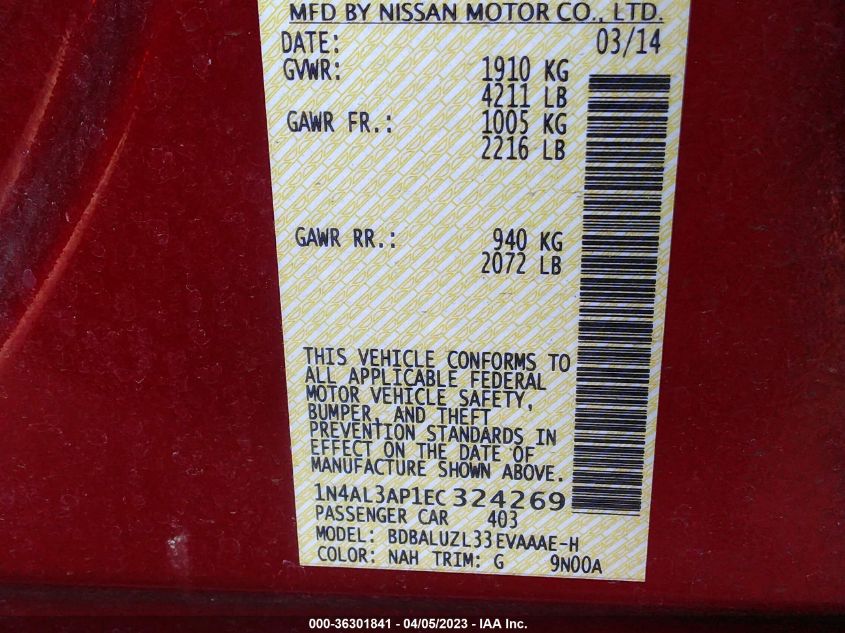 MFD BY NISSAN MOTOR CO., LTD.
DATE: 03/14
GVWR: 1910 KG
4211 LB
GAWR FR.: 1005 KG
2216 LB
GAWR RR.: 940 KG
2072 LB
THIS VEHICLE CONFORMS TO
ALL APPLICABLE FEDERAL
MOTOR VEHICLE SAFETY,
BUMPER, AND THEFT
PREVENTION STANDARDS IN
EFFECT ON THE DATE OF
MANUFACTURE SHOWN ABOVE.
1N4AL3AP1EC324269
PASSENGER CAR 403
MODEL: BDBALUZL33EVAAAE-H
COLOR: NAH TRIM: G 9N00A
000-36301841 - 04/05/2023 - IAA Inc.